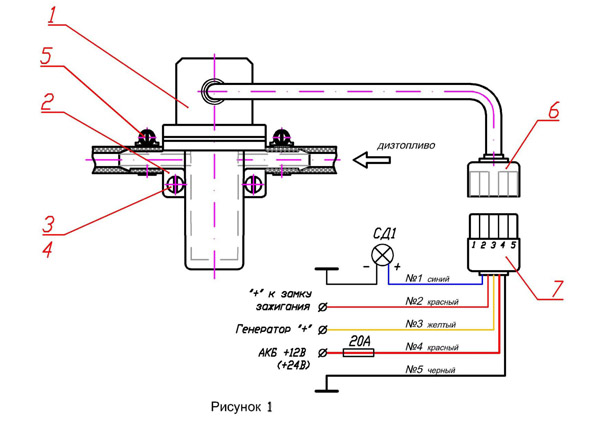 1
5
2
3
4
дизтопливо
6
7
1 2 3 4 5
СД1
– +
№1 синий
"+" к замку
зажигания
№2 красный
Генератор "+"
№3 желтый
АКБ +12В
(+24В)
20А
№4 красный
№5 черный
Рисунок 1